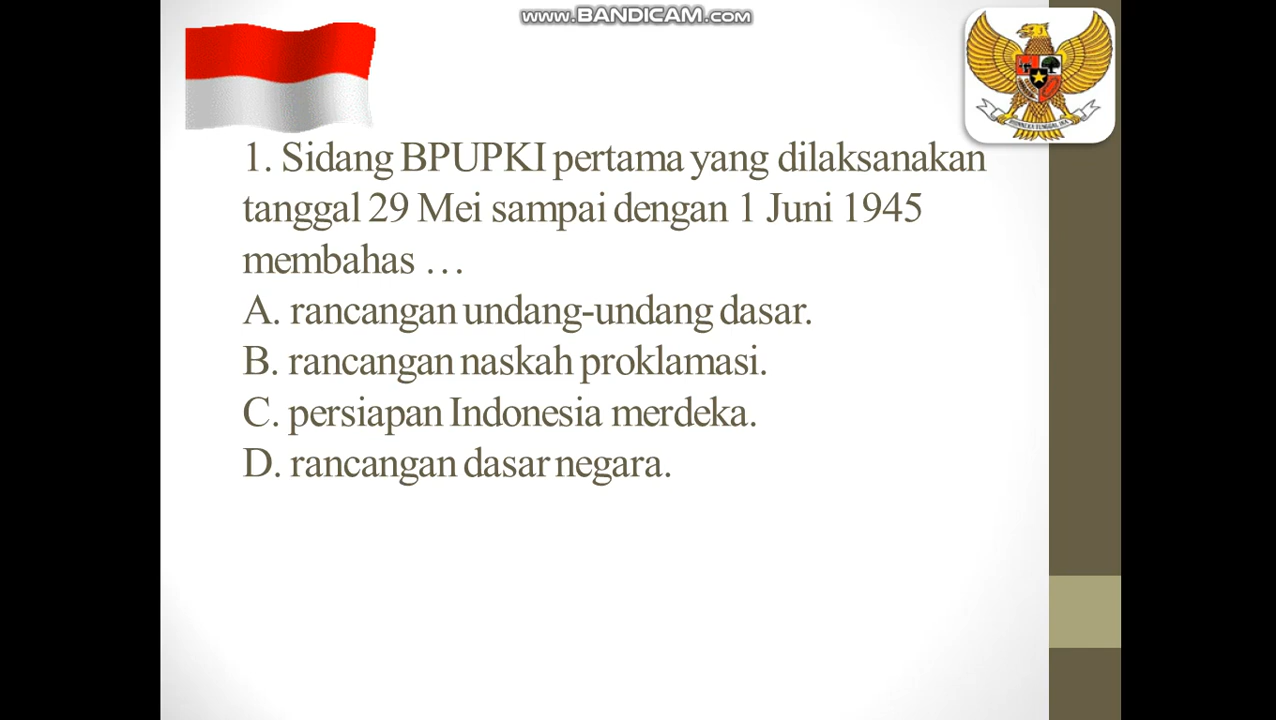 www.BANDICAM.com
1. Sidang BPUPKI pertama yang dilaksanakan
tanggal 29 Mei sampai dengan 1 Juni 1945
membahas …
A. rancangan undang-undang dasar.
B. rancangan naskah proklamasi.
C. persiapan Indonesia merdeka.
D. rancangan dasar negara.